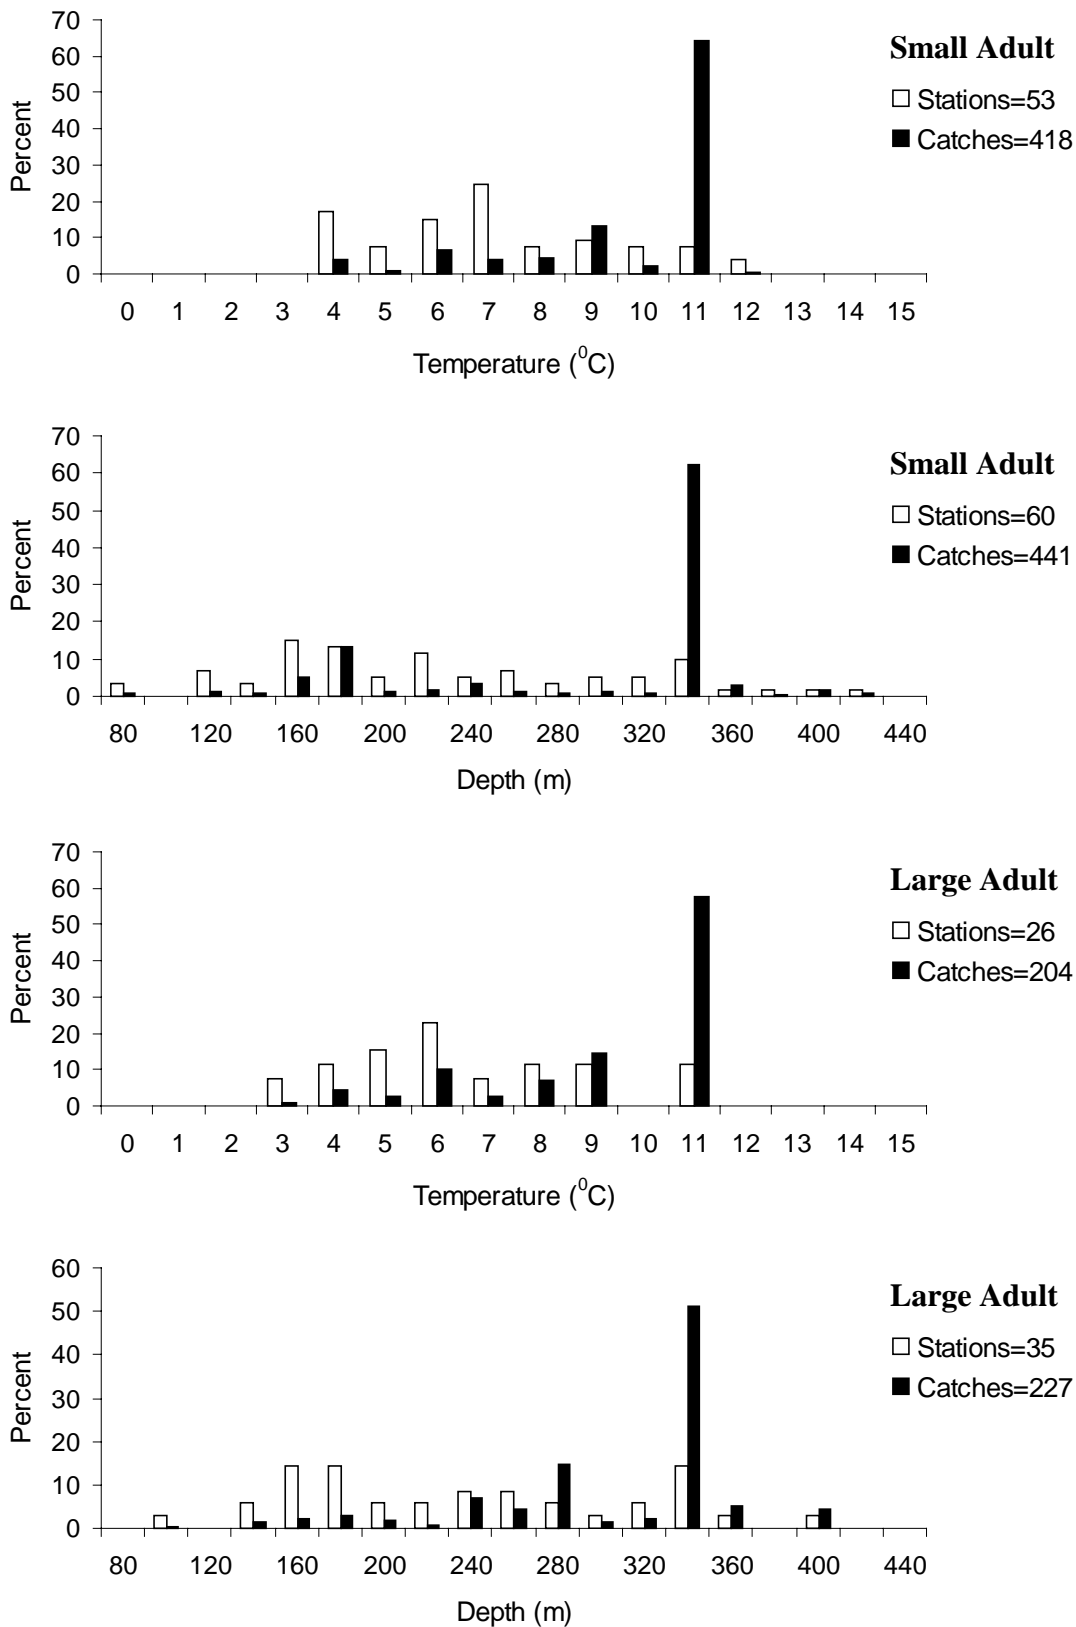 70
60
50
40
30
20
10
0
Percent
Small Adult
Stations=53
Catches=418
0 1 2 3 4 5 6 7 8 9 10 11 12 13 14 15
Temperature (⁰C)
70
60
50
40
30
20
10
0
Percent
Small Adult
Stations=60
Catches=441
80 120 160 200 240 280 320 360 400 440
Depth (m)
70
60
50
40
30
20
10
0
Percent
Large Adult
Stations=26
Catches=204
0 1 2 3 4 5 6 7 8 9 10 11 12 13 14 15
Temperature (⁰C)
60
50
40
30
20
10
0
Percent
Large Adult
Stations=35
Catches=227
80 120 160 200 240 280 320 360 400 440
Depth (m)